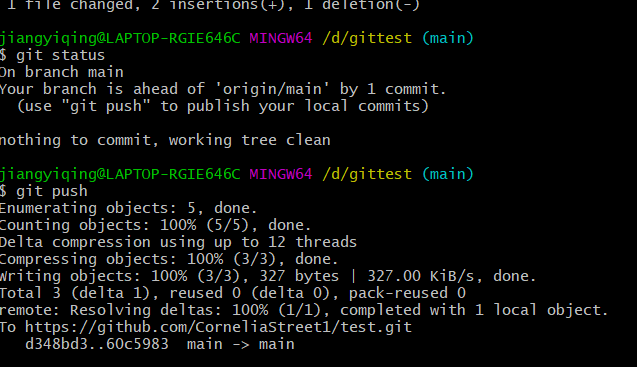 1 file changed, 2 insertions(+), 1 deletion(-)
jiangyiqing@LAPTOP-RGIE646C MINGW64 /d/gittest (main)
$ git status
On branch main
Your branch is ahead of 'origin/main' by 1 commit.
  (use "git push" to publish your local commits)
nothing to commit, working tree clean
jiangyiqing@LAPTOP-RGIE646C MINGW64 /d/gittest (main)
$ git push
Enumerating objects: 5, done.
Counting objects: 100% (5/5), done.
Delta compression using up to 12 threads
Compressing objects: 100% (3/3), done.
Writing objects: 100% (3/3), 327 bytes | 327.00 KiB/s, done.
Total 3 (delta 1), reused 0 (delta 0), pack-reused 0
remote: Resolving deltas: 100% (1/1), completed with 1 local object.
To https://github.com/CorneliaStreet1/test.git
   d348bd3..60c5983  main -> main